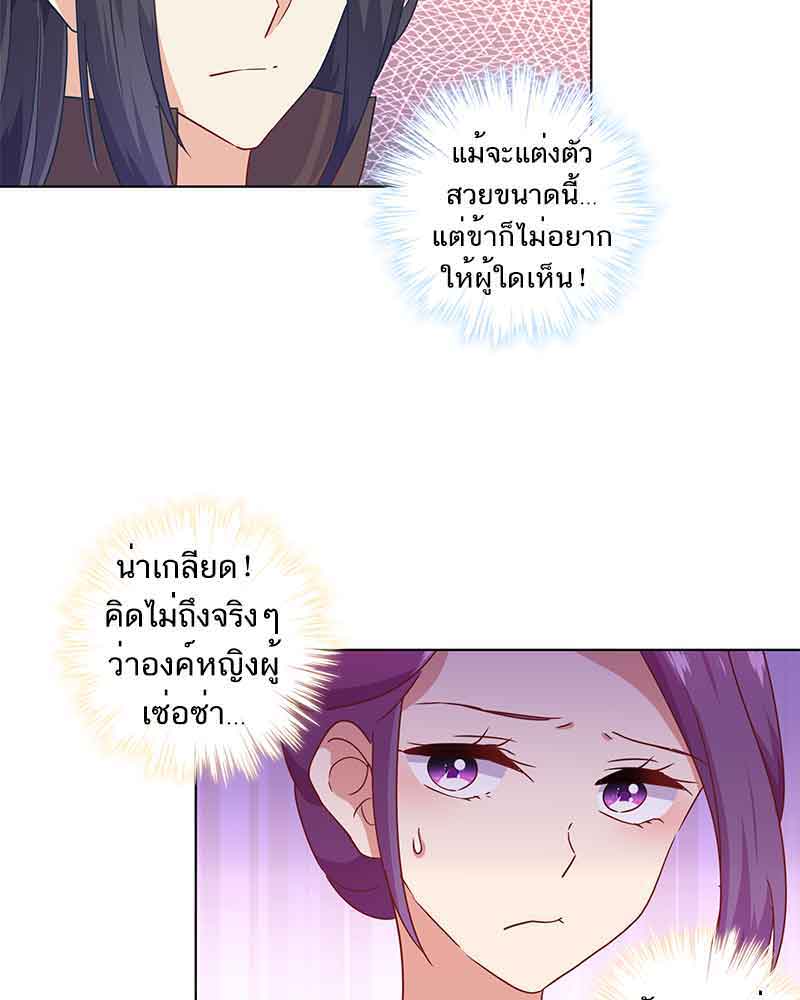 แม้จะแต่งตัว
สวยขนาดนี้...
แต่ข้าก็ไม่อยาก
ให้ผู้ใดเห็น!
น่าเกลียด!
คิดไม่ถึงจริงๆ
ว่าองค์หญิงผู้
เซ่อซ่า...